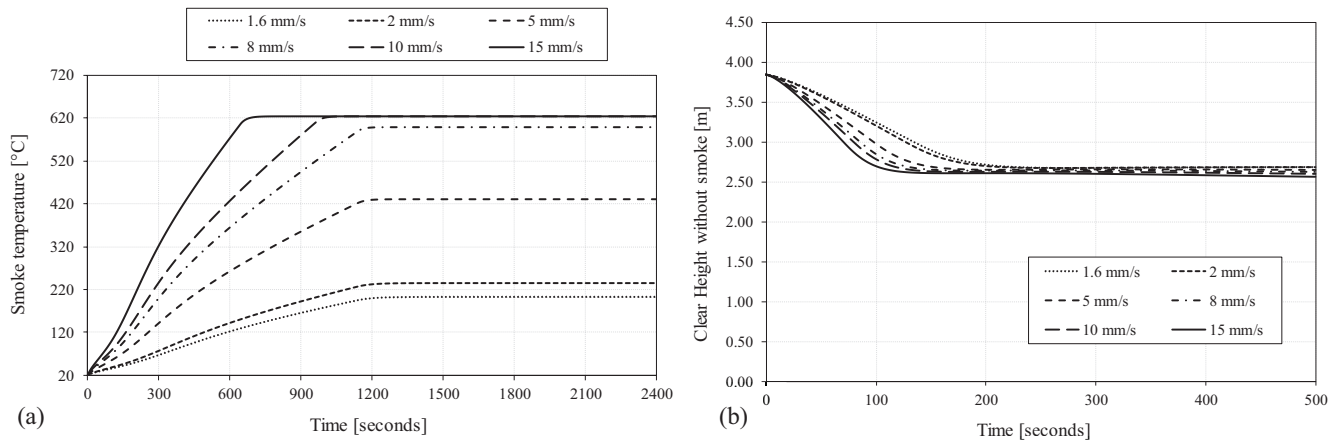 1.6 mm/s 2 mm/s 5 mm/s
8 mm/s 10 mm/s 15 mm/s
720
620
520
420
320
220
120
20
Smoke temperature [°C]
0 300 600 900 1200 1500 1800 2100 2400
Time [seconds]
(a)
4.50
4.00
3.50
3.00
2.50
2.00
1.50
1.00
0.50
0.00
Clear Height without smoke [m]
1.6 mm/s 2 mm/s
5 mm/s 8 mm/s
10 mm/s 15 mm/s
0 100 200 300 400 500
Time [seconds]
(b)